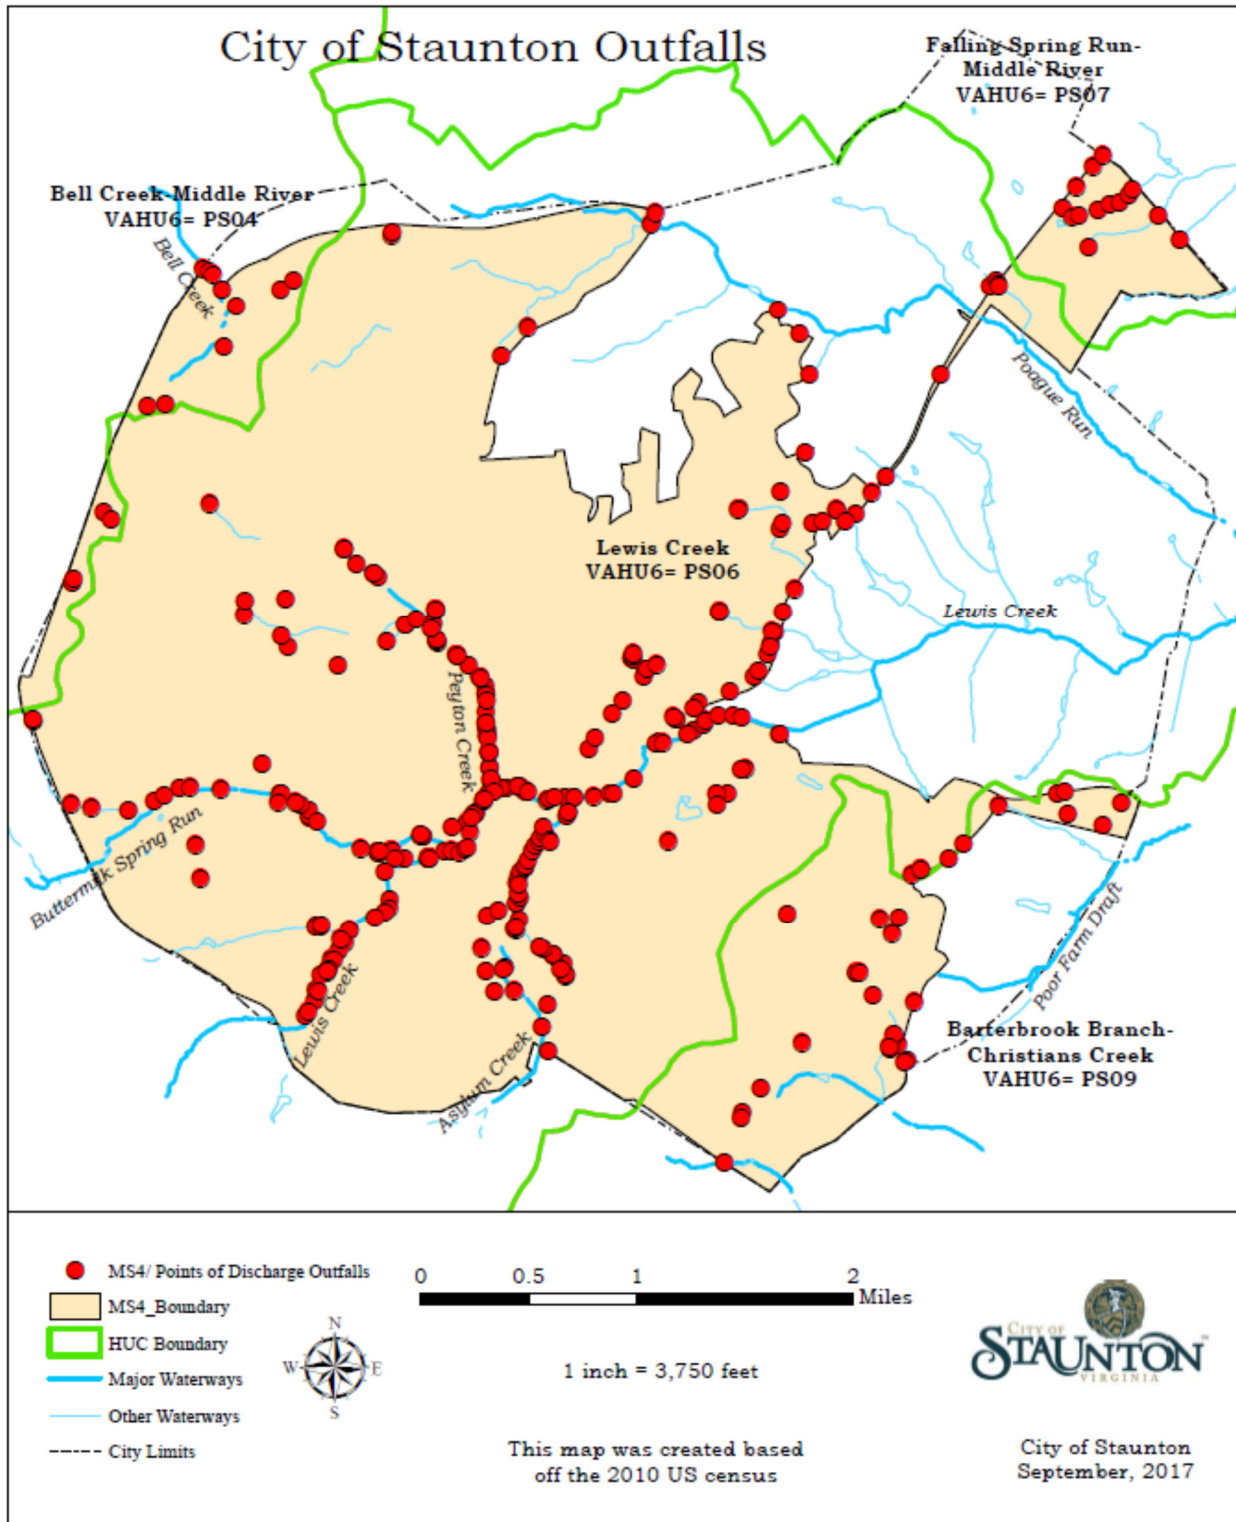 City of Staunton Outfalls
Falling Spring Run-
Middle River
VAHU6= PS07
Bell Creek-Middle River
VAHU6= PS04
Bell Creek
Poague Run
Lewis Creek
VAHU6= PS06
Lewis Creek
Peyton Creek
Buttermilk Spring Run
Lewis Creek
Asylum Creek
Poor Farm Draft
Barterbrook Branch-
Christians Creek
VAHU6= PS09
MS4/ Points of Discharge Outfalls
MS4_Boundary
HUC Boundary
Major Waterways
Other Waterways
City Limits
N
W E
S
0 0.5 1 2
Miles
1 inch = 3,750 feet
This map was created based
off the 2010 US census
CITY OF
STAUNTON
VIRGINIA
City of Staunton
September, 2017